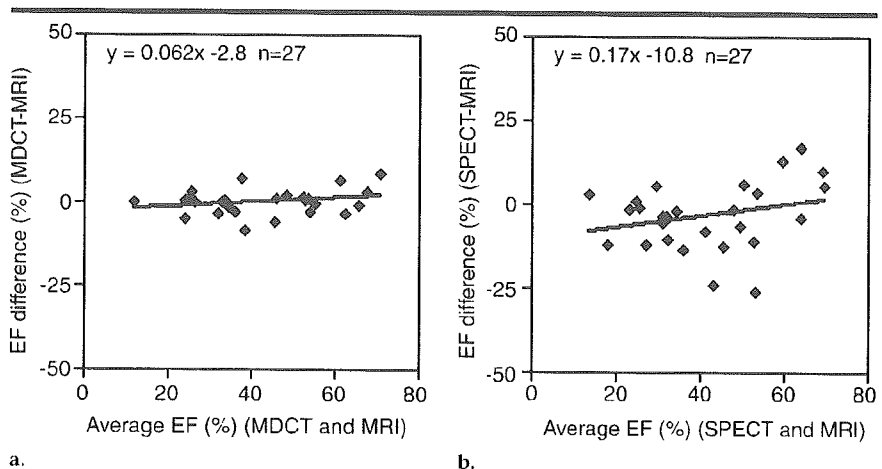 y = 0.062x -2.8 n=27
50
25
0
-25
-50
0 20 40 60 80
EF difference (%) (MDCT-MRI)
Average EF (%) (MDCT and MRI)
a.
y = 0.17x -10.8 n=27
50
25
0
-25
-50
0 20 40 60 80
EF difference (%) (SPECT-MRI)
Average EF (%) (SPECT and MRI)
b.